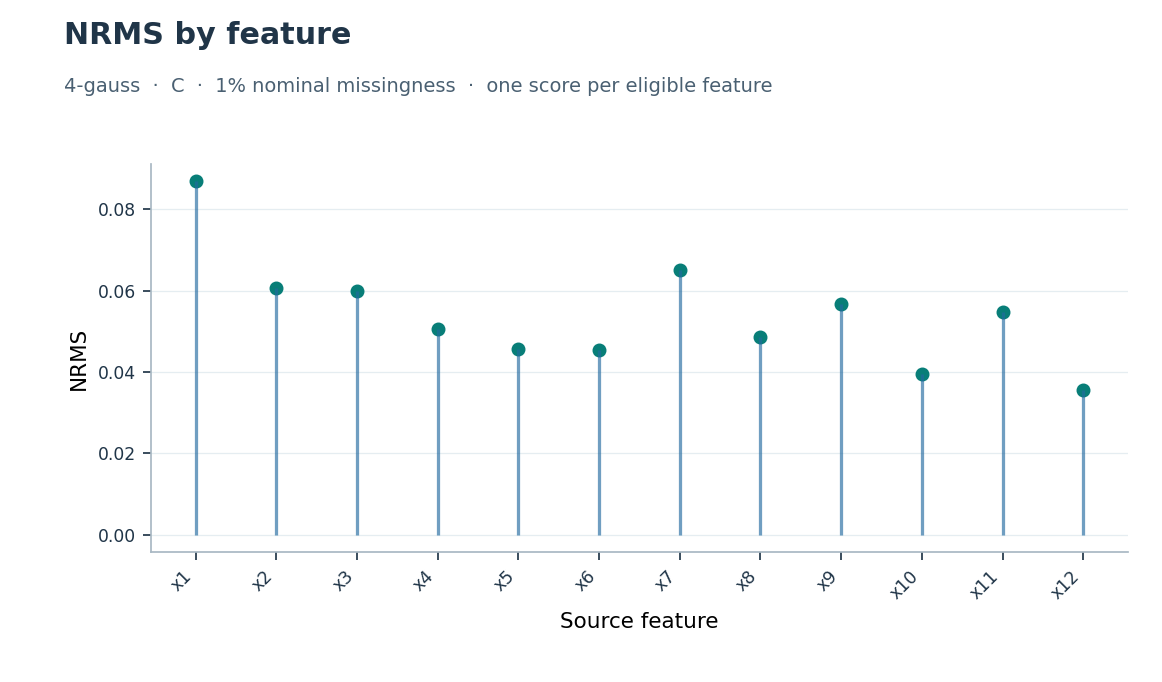 NRMS by feature
4-gauss · C · 1% nominal missingness · one score per eligible feature
NRMS
0.08
0.06
0.04
0.02
0.00
x1 x2 x3 x4 x5 x6 x7 x8 x9 x10 x11 x12
Source feature